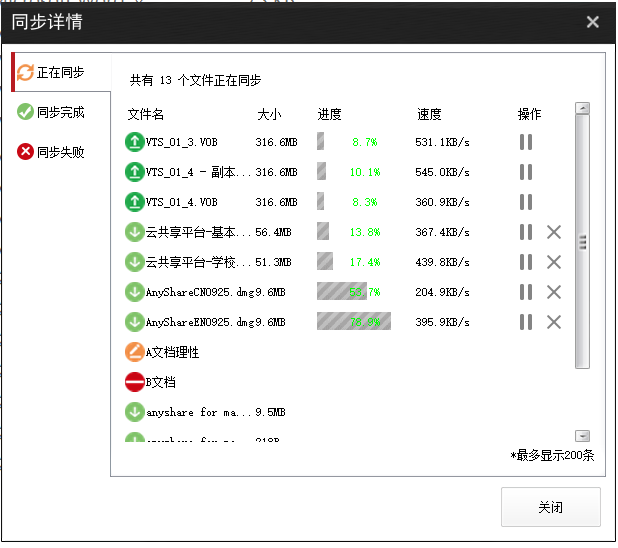 同步详情
正在同步
同步完成
同步失败
共有 13 个文件正在同步
文件名 大小 进度 速度 操作
VTS_01_3.VOB 316.6MB 8.7% 531.1KB/s
VTS_01_4 - 副本... 316.6MB 10.1% 545.0KB/s
VTS_01_4.VOB 316.6MB 8.3% 360.9KB/s
云共享平台-基本... 56.4MB 13.8% 367.4KB/s
云共享平台-学校... 51.3MB 17.4% 439.8KB/s
AnyShareCN0925.dmg 9.6MB 53.7% 204.9KB/s
AnyShareEN0925.dmg 9.6MB 78.9% 395.9KB/s
A文档理性
B文档
anyshare for ma... 9.5MB
*最多显示200条
关闭